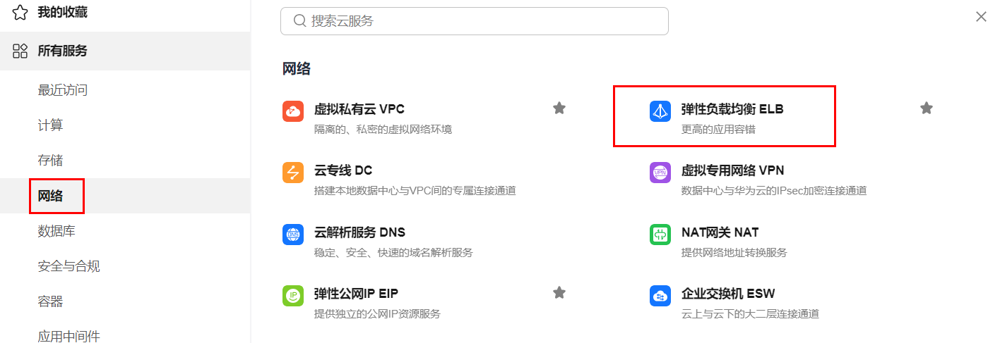 我的收藏
所有服务
最近访问
计算
存储
网络
数据库
安全与合规
容器
应用中间件
搜索云服务
网络
虚拟私有云 VPC
隔离的、私密的虚拟网络环境
弹性负载均衡 ELB
更高的应用容错
云专线 DC
搭建本地数据中心与VPC间的专属连接通道
虚拟专用网络 VPN
数据中心与华为云的IPsec加密连接通道
云解析服务 DNS
稳定、安全、快速的域名解析服务
NAT网关 NAT
提供网络地址转换服务
弹性公网IP EIP
提供独立的公网IP资源服务
企业交换机 ESW
云上与云下的大二层连接通道